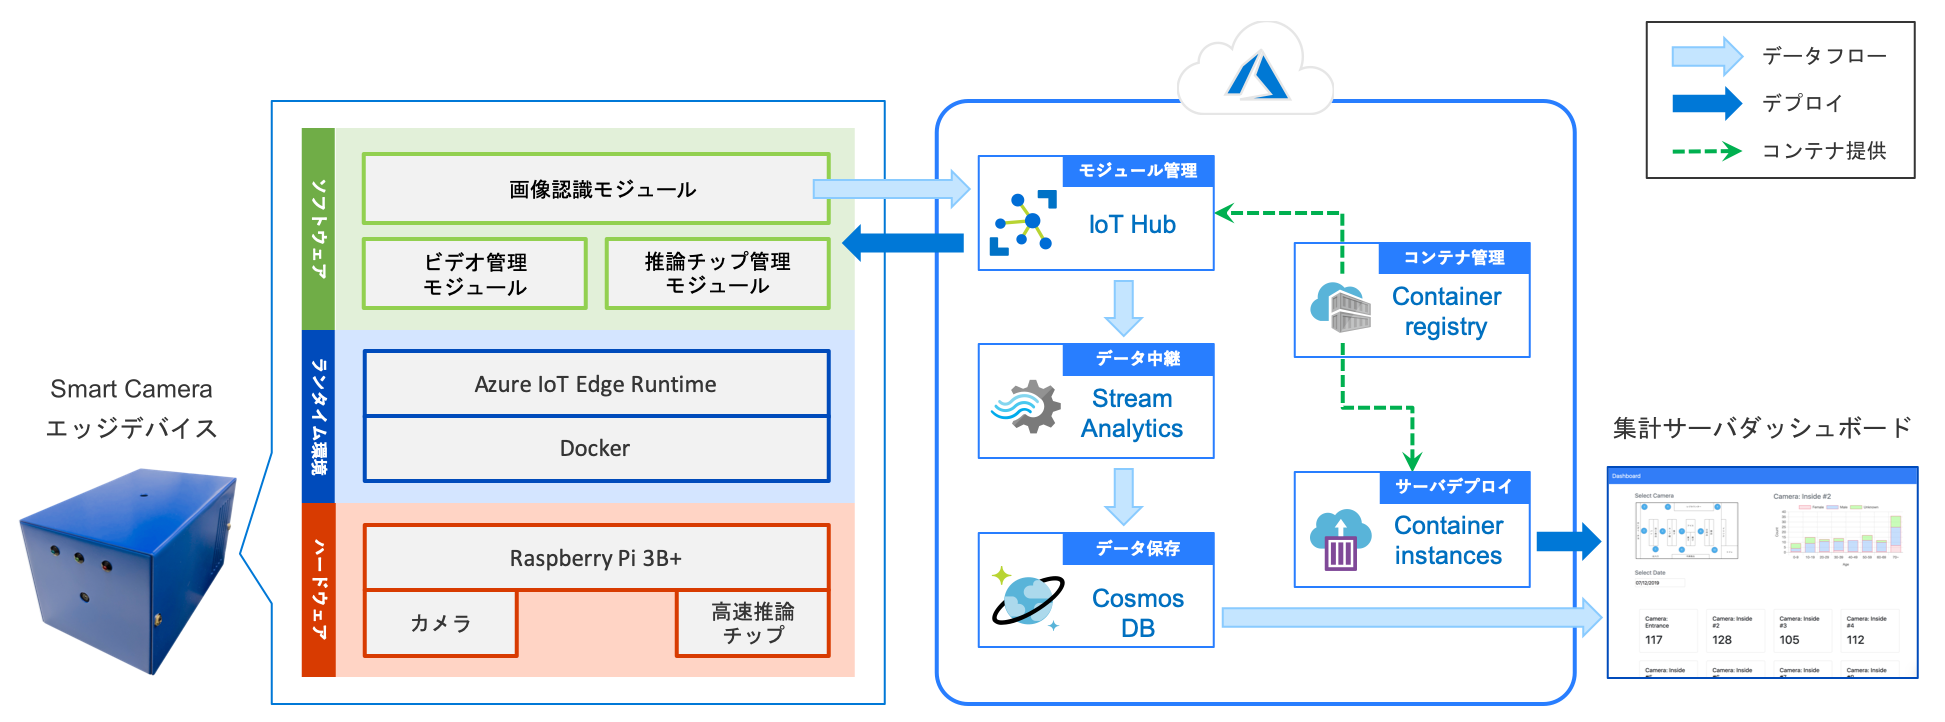 データフロー
デプロイ
コンテナ提供
Smart Camera
エッジデバイス
ソフトウェア
画像認識モジュール
ビデオ管理
モジュール
推論チップ管理
モジュール
ランタイム環境
Azure IoT Edge Runtime
Docker
ハードウェア
Raspberry Pi 3B+
カメラ
高速推論
チップ
モジュール管理
IoT Hub
データ中継
Stream
Analytics
データ保存
Cosmos
DB
コンテナ管理
Container
registry
サーバデプロイ
Container
instances
集計サーバダッシュボード
Dashboard
Select Camera
Camera: Inside #2
Female
Male
Unknown
Age
Select Date
07/12/2019
Camera:
Entrance
117
Camera: Inside
#2
128
Camera: Inside
#3
105
Camera: Inside
#4
112
Camera: Inside
Camera: Inside
Camera: Inside
Camera: Inside